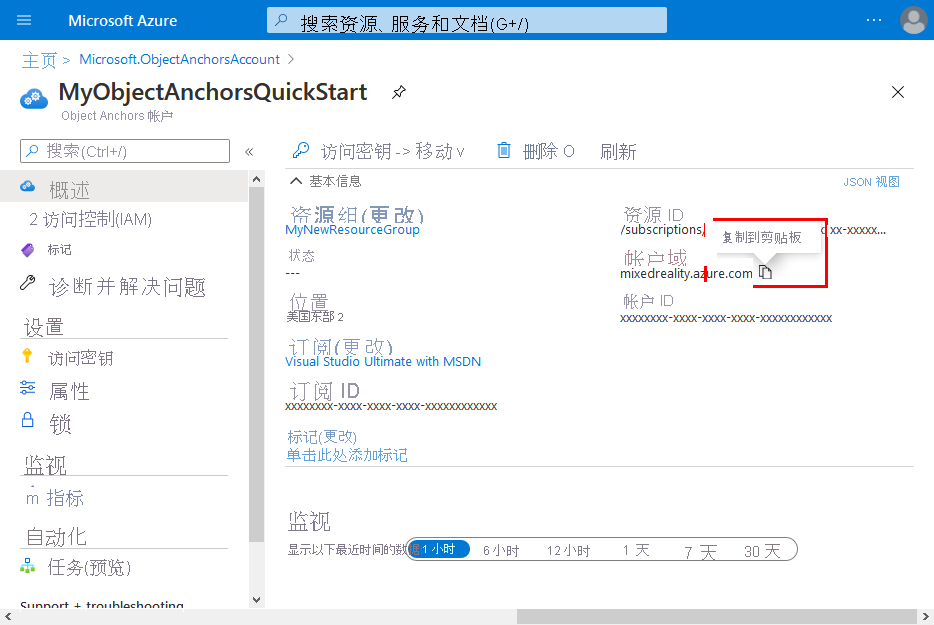 Microsoft Azure
搜索资源、服务和文档(G+/)
主页 > Microsoft.ObjectAnchorsAccount >
MyObjectAnchorsQuickStart
Object Anchors 帐户
搜索(Ctrl+/)
«
概述
2 访问控制(IAM)
标记
诊断并解决问题
设置
访问密钥
属性
锁
监视
m 指标
自动化
任务(预览)
Support + troubleshooting
访问密钥 -> 移动 v
删除 O
刷新
基本信息
JSON 视图
资源组(更改)
MyNewResourceGroup
状态
---
位置
美国东部 2
订阅(更改)
Visual Studio Ultimate with MSDN
订阅 ID
xxxxxxxx-xxxx-xxxx-xxxx-xxxxxxxxxxxx
标记(更改)
单击此处添加标记
资源 ID
/subscriptions/
xx-xxxxx...
复制到剪贴板
帐户域
mixedreality.azure.com
帐户 ID
xxxxxxxx-xxxx-xxxx-xxxx-xxxxxxxxxxxx
监视
显示以下最近时间的数据
1 小时
6 小时
12 小时
1 天
7 天
30 天